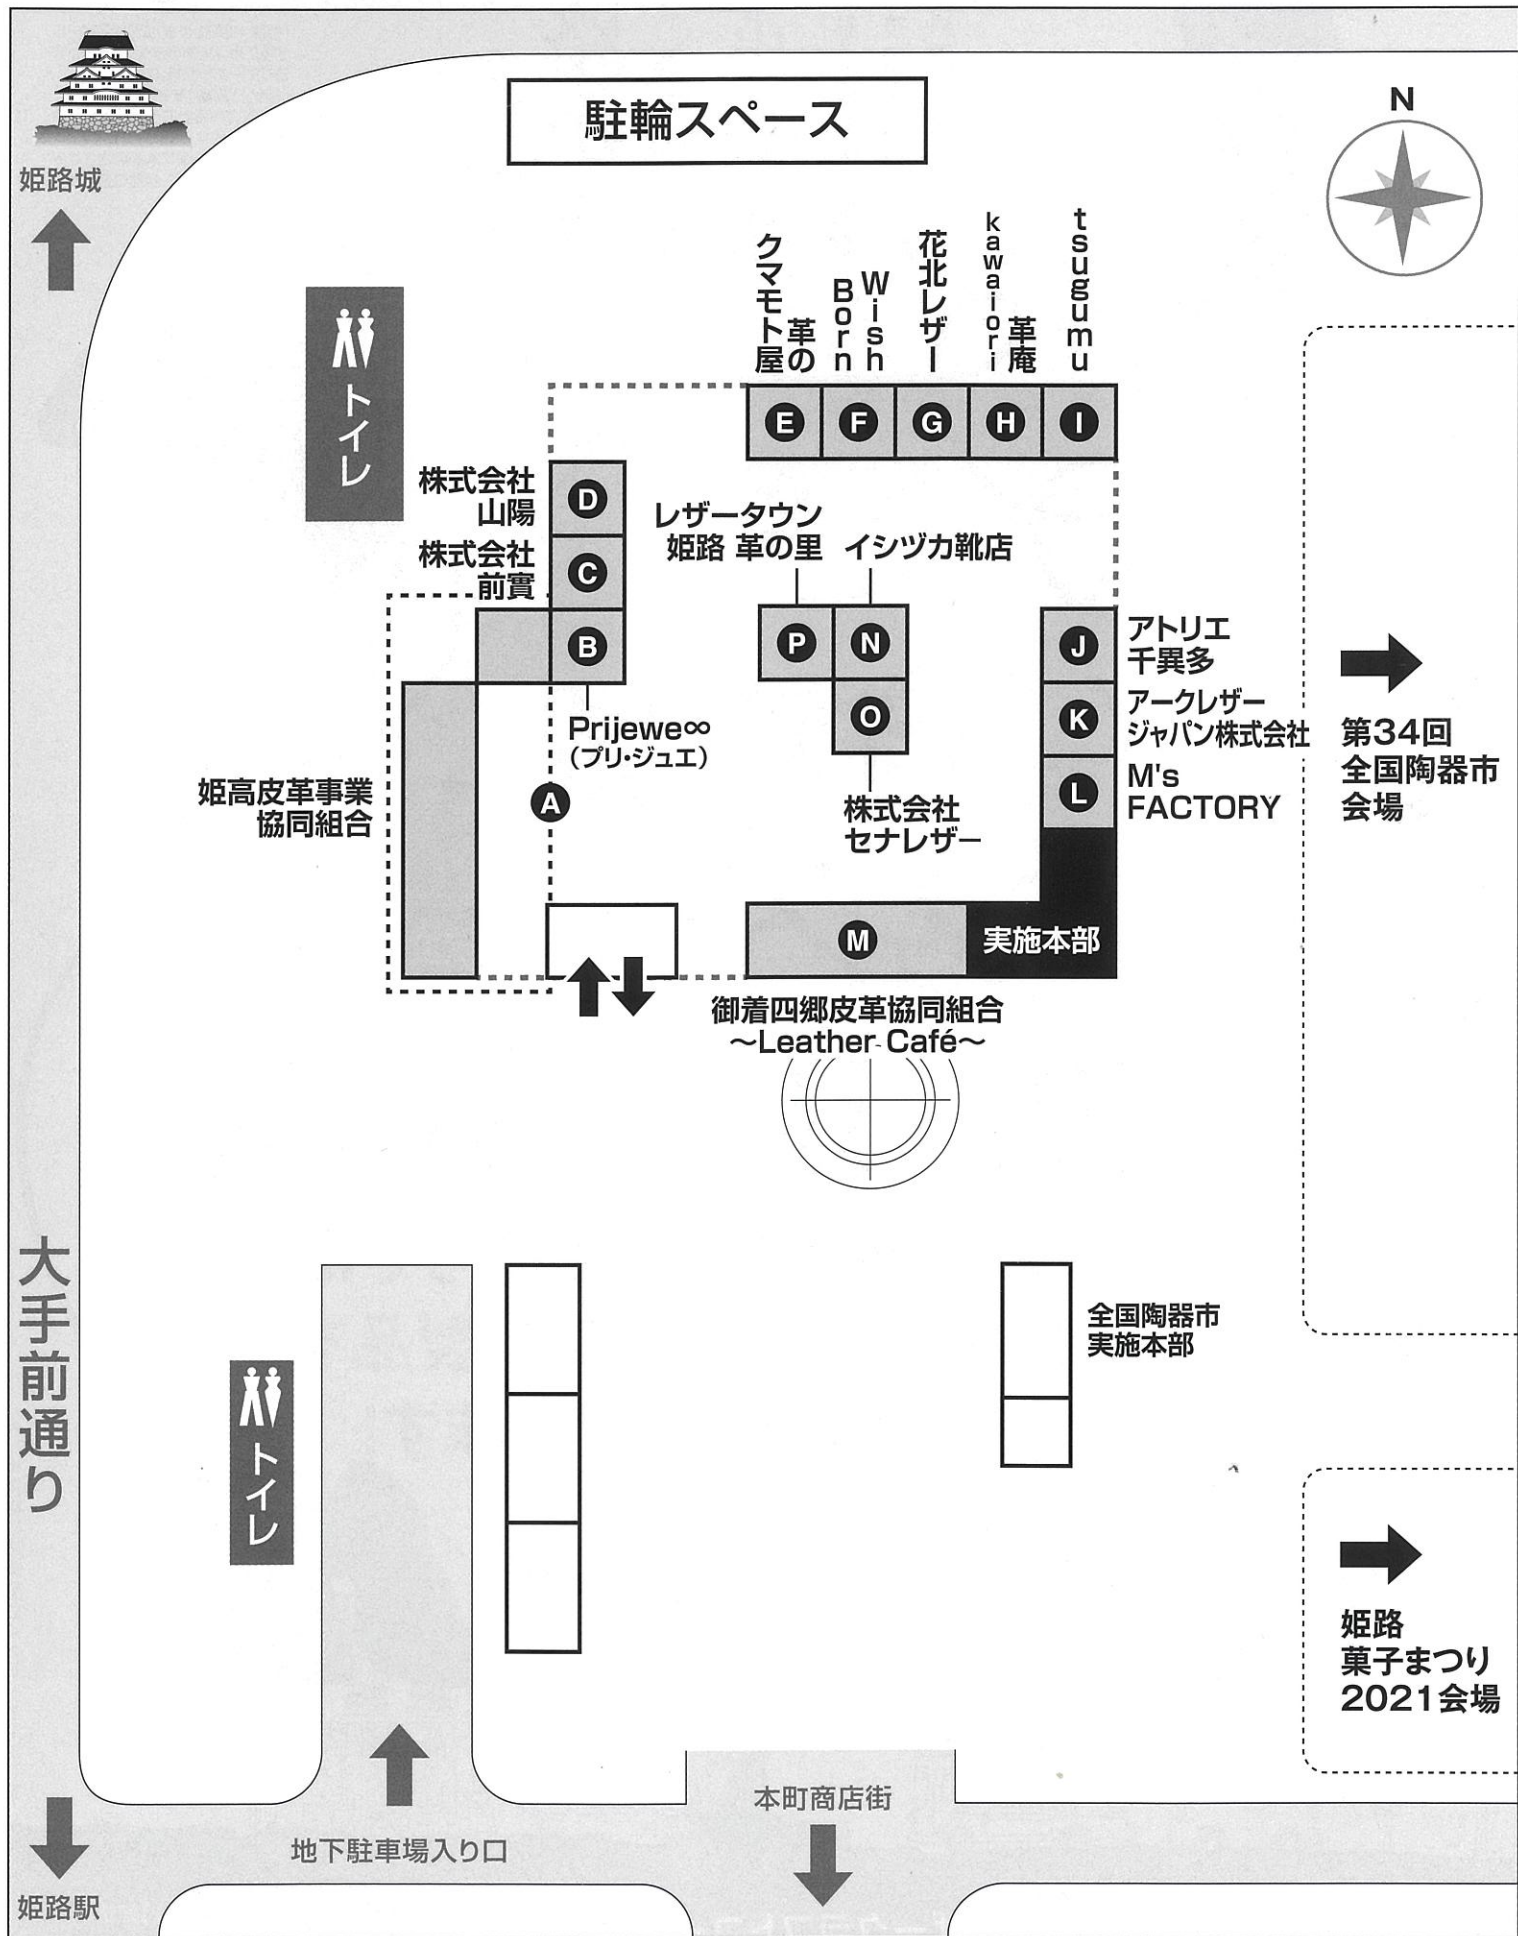 駐輪スペース
N
姫路城
トイレ
革の
クマモト屋
Wish
Born
花北レザー
革庵
kawaiori
tsugumu
E
F
G
H
I
株式会社
山陽
D
株式会社
前實
C
B
Prijewe∞
（プリ・ジュエ）
レザータウン
姫路 革の里
イシヅカ靴店
P
N
O
株式会社
セナレザー
J
アトリエ
千異多
K
アークレザー
ジャパン株式会社
L
M's
FACTORY
第34回
全国陶器市
会場
姫高皮革事業
協同組合
A
M
実施本部
御着四郷皮革協同組合
～Leather Café～
大手前通り
トイレ
全国陶器市
実施本部
姫路
菓子まつり
2021会場
本町商店街
地下駐車場入り口
姫路駅